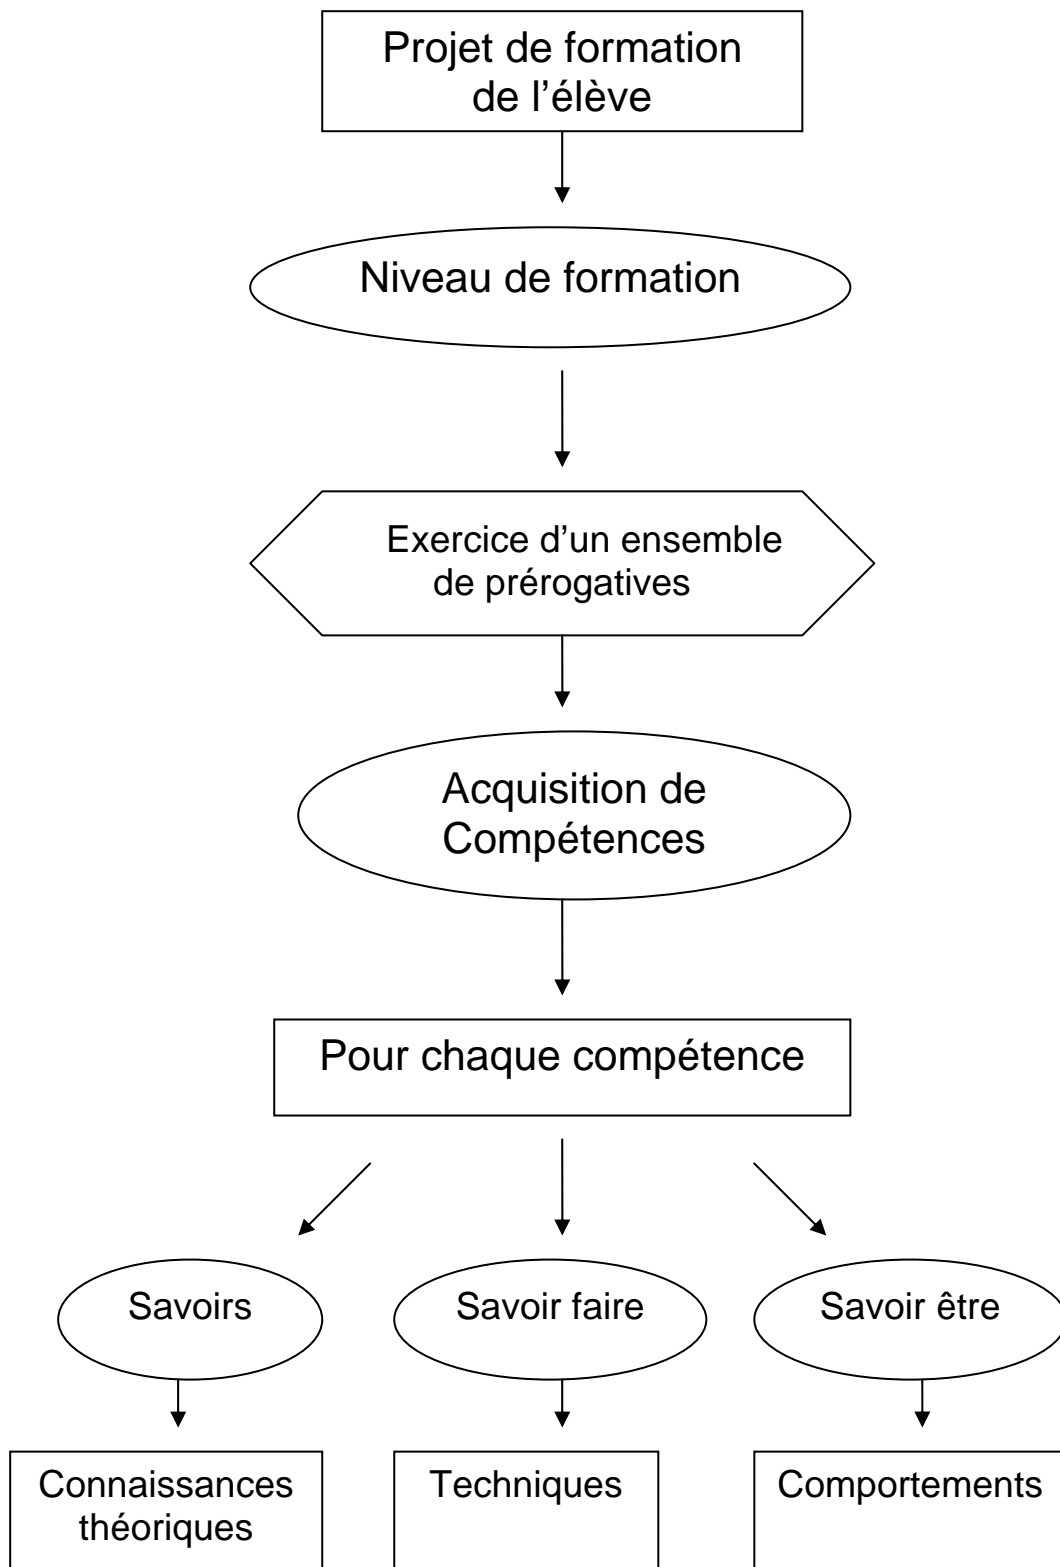 Projet de formation
de l’élève
Niveau de formation
Exercice d’un ensemble
de prérogatives
Acquisition de
Compétences
Pour chaque compétence
Savoirs
Savoir faire
Savoir être
Connaissances
théoriques
Techniques
Comportements